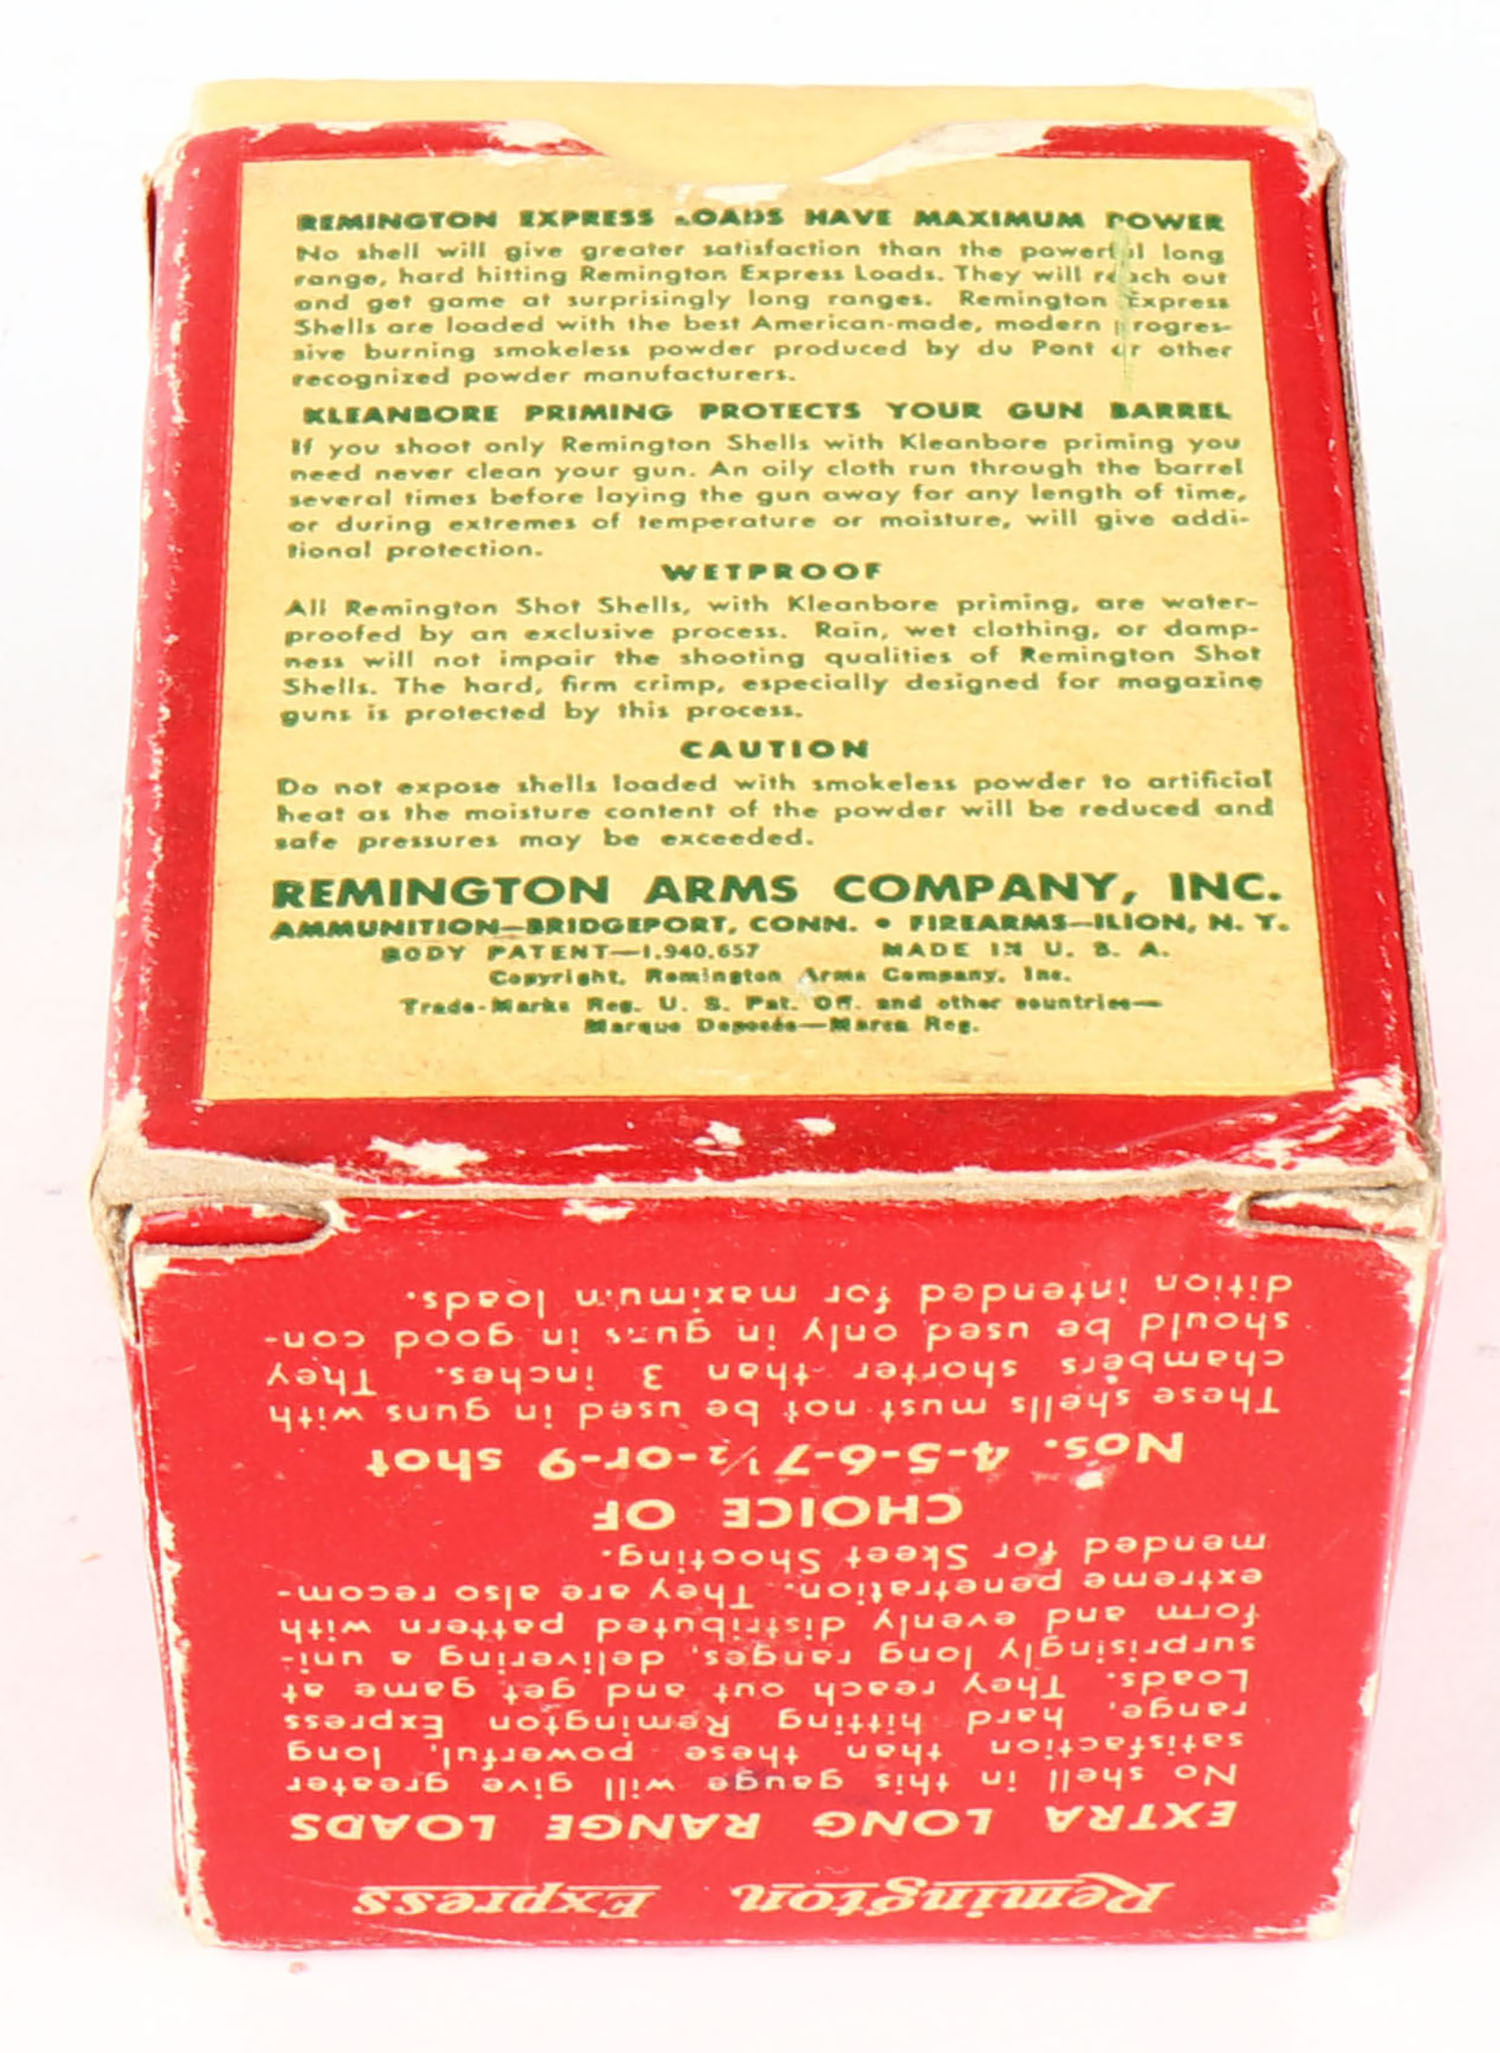 REMINGTON EXPRESS LOADS HAVE MAXIMUM POWER
No shell will give greater satisfaction than the powerful long
range, hard hitting Remington Express Loads. They will reach out
and get game at surprisingly long ranges. Remington Express
Shells are loaded with the best American-made, modern progres-
sive burning smokeless powder produced by du Pont or other
recognized powder manufacturers.
KLEANBORE PRIMING PROTECTS YOUR GUN BARREL
If you shoot only Remington Shells with Kleanbore priming you
need never clean your gun. An oily cloth run through the barrel
several times before laying the gun away for any length of time,
or during extremes of temperature or moisture, will give addi-
tional protection.
WETPROOF
All Remington Shot Shells, with Kleanbore priming, are water-
proofed by an exclusive process. Rain, wet clothing, or damp-
ness will not impair the shooting qualities of Remington Shot
Shells. The hard, firm crimp, especially designed for magazine
guns is protected by this process.
CAUTION
Do not expose shells loaded with smokeless powder to artificial
heat as the moisture content of the powder will be reduced and
safe pressures may be exceeded.
REMINGTON ARMS COMPANY, INC.
AMMUNITION—BRIDGEPORT, CONN. • FIREARMS—ILION, N. Y.
BODY PATENT—1,940,657 MADE IN U. S. A.
Copyright, Remington Arms Company, Inc.
Trade-Marks Reg. U. S. Pat. Off. and other countries—
Marque Deposée—Marca Reg.
Remington Express
EXTRA LONG RANGE LOADS
No shell in this gauge will give greater
satisfaction than these powerful, long
range, hard hitting Remington Express
Loads. They reach out and get game at
surprisingly long ranges, delivering a uni-
form and evenly distributed pattern with
extreme penetration. They are also recom-
mended for Skeet Shooting.
CHOICE OF
Nos. 4-5-6-7½-or-9 shot
These shells must not be used in guns with
chambers shorter than 3 inches. They
should be used only in guns in good con-
dition intended for maximum loads.